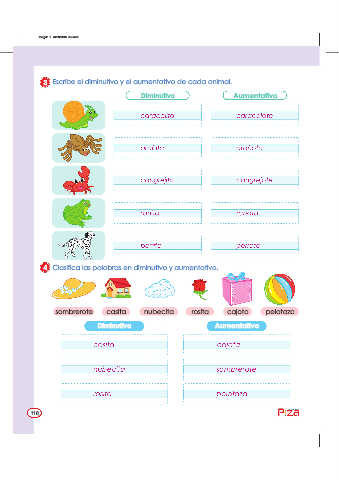 3 Escribe el diminutivo y el aumentativo de cada animal.
Diminutivo Aumentativo
caracolito caracolote
arañita arañota
cangrejito cangrejote
ranita ranota
perrito perrote
4 Clasifica las palabras en diminutivo y aumentativo.
sombrerote casita nubecita rosita cajota pelotaza
Diminutivo Aumentativo
casita cajota
nubecita sombrerote
rosita pelotaza
116